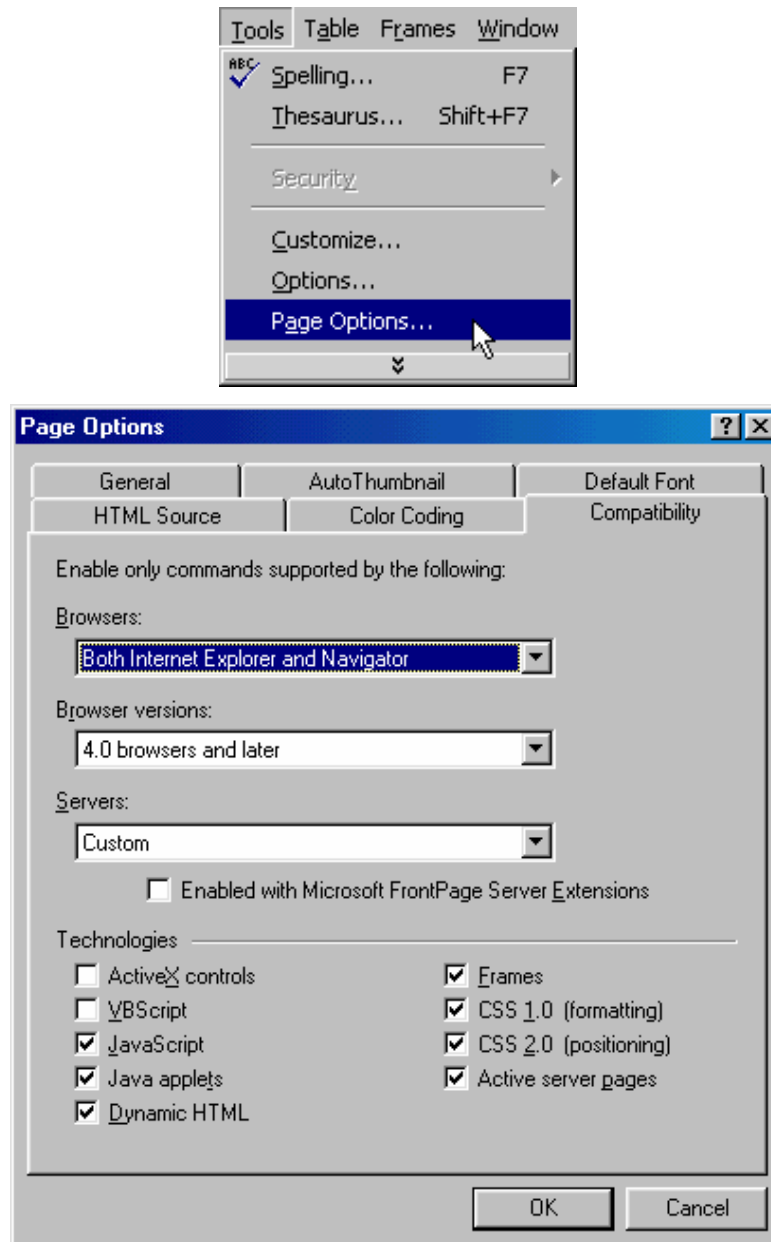 Tools Table Frames Window
ABC Spelling... F7
Thesaurus... Shift+F7
Security
Customize...
Options...
Page Options...
Page Options
General AutoThumbnail Default Font
HTML Source Color Coding Compatibility
Enable only commands supported by the following:
Browsers:
Both Internet Explorer and Navigator
Browser versions:
4.0 browsers and later
Servers:
Custom
Enabled with Microsoft FrontPage Server Extensions
Technologies
ActiveX controls Frames
VBScript CSS 1.0 (formatting)
JavaScript CSS 2.0 (positioning)
Java applets Active server pages
Dynamic HTML
OK Cancel